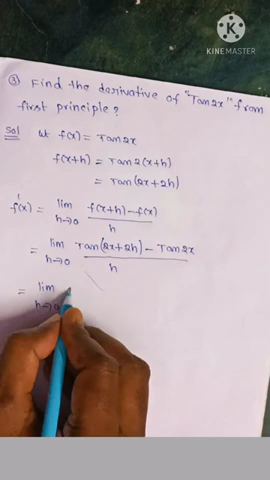 KINEMASTER
③ Find the derivative of "Tan2x" from
first principle?
Sol let f(x) = Tan2x
f(x+h) = Tan2(x+h)
= Tan(2x+2h)
f'(x) = lim h→0 f(x+h)-f(x) / h
= lim h→0 Tan(2x+2h) - Tan2x / h
= lim h→0